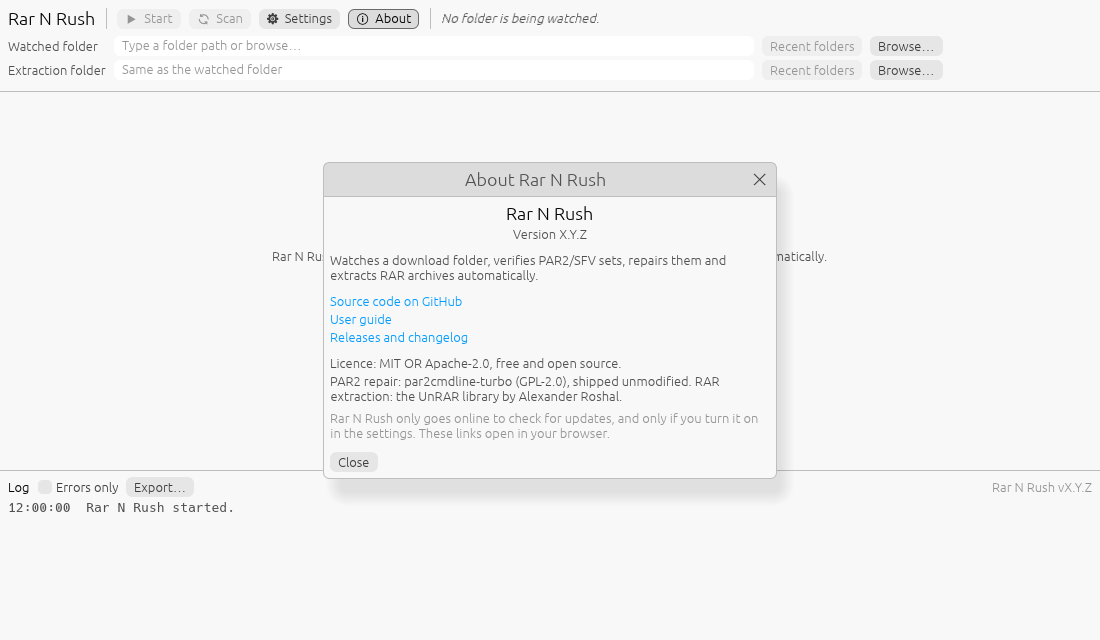 Rar N Rush
Start
Scan
Settings
About
No folder is being watched.
Watched folder
Type a folder path or browse…
Recent folders
Browse…
Extraction folder
Same as the watched folder
Recent folders
Browse…
About Rar N Rush
Rar N Rush
Version X.Y.Z
Rar N
Watches a download folder, verifies PAR2/SFV sets, repairs them and
extracts RAR archives automatically.
Source code on GitHub
User guide
Releases and changelog
Licence: MIT OR Apache-2.0, free and open source.
PAR2 repair: par2cmdline-turbo (GPL-2.0), shipped unmodified. RAR
extraction: the UnRAR library by Alexander Roshal.
Rar N Rush only goes online to check for updates, and only if you turn it on
in the settings. These links open in your browser.
Close
Log
Errors only
Export…
Rar N Rush vX.Y.Z
12:00:00 Rar N Rush started.